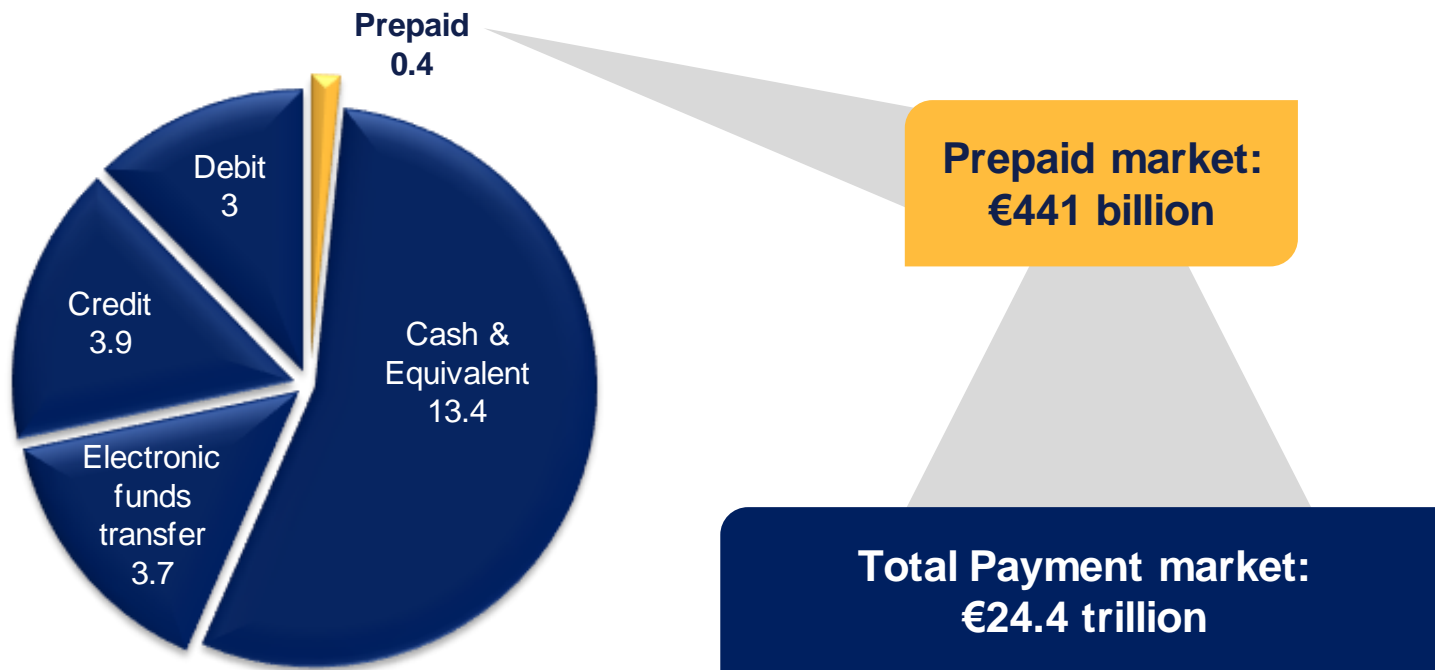 Prepaid
0.4
Debit
3
Credit
3.9
Cash &
Equivalent
13.4
Electronic
funds
transfer
3.7
Prepaid market:
€441 billion
Total Payment market:
€24.4 trillion